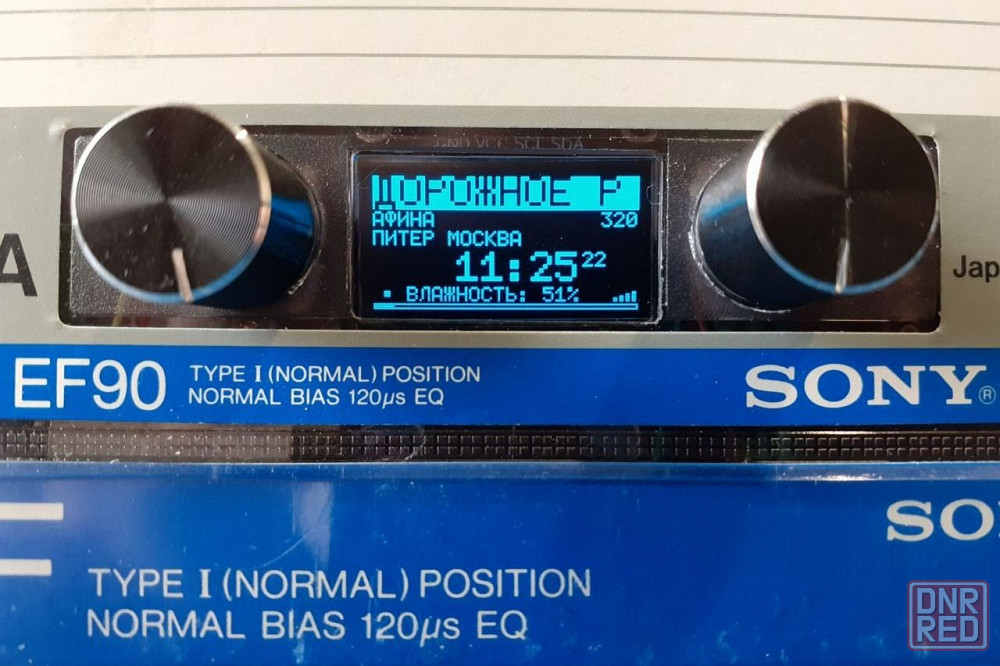 A
GND VCC SCL SDA
ДОРОЖНОЕ Р
АФИНА 320
ПИТЕР МОСКВА
11:25 22
ВЛАЖНОСТЬ: 51%
Jap
EF90
TYPE I (NORMAL) POSITION
NORMAL BIAS 120μs EQ
SONY®
SO
TYPE I (NORMAL) POSITION
NORMAL BIAS 120μs EQ
DNR
RED